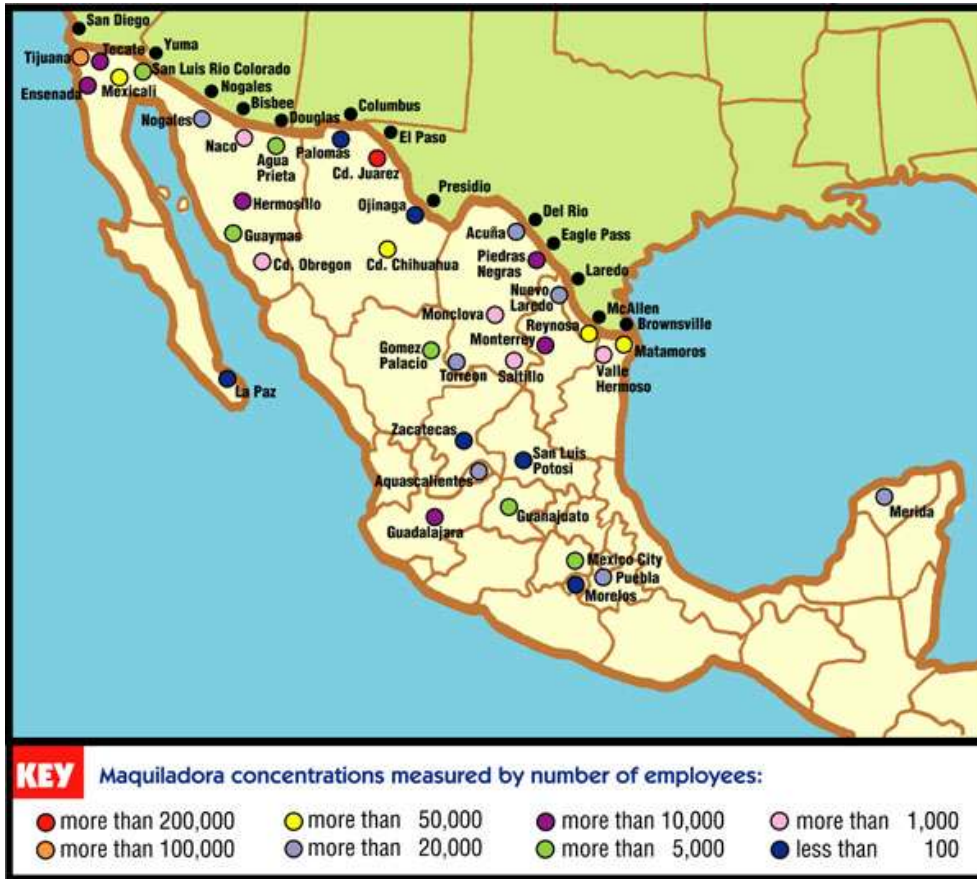 San Diego
Tecate
Yuma
Tijuana
San Luis Rio Colorado
Ensenada
Mexicali
Nogales
Bisbee
Columbus
Nogales
Douglas
El Paso
Naco
Agua
Prieta
Palomas
Cd. Juarez
Presidio
Hermosillo
Ojinaga
Del Rio
Acuña
Eagle Pass
Guaymas
Cd. Obregon
Cd. Chihuahua
Piedras
Negras
Laredo
Nuevo
Laredo
McAllen
Monclova
Reynosa
Brownsville
Monterrey
Matamoros
Gomez
Palacio
Torreon
Saltillo
Valle
Hermoso
La Paz
Zacatecas
San Luis
Potosi
Aquascalientes
Merida
Guanajuato
Guadalajara
Mexico City
Puebla
Morelos
KEY Maquiladora concentrations measured by number of employees:
more than 200,000 more than 50,000 more than 10,000 more than 1,000
more than 100,000 more than 20,000 more than 5,000 less than 100